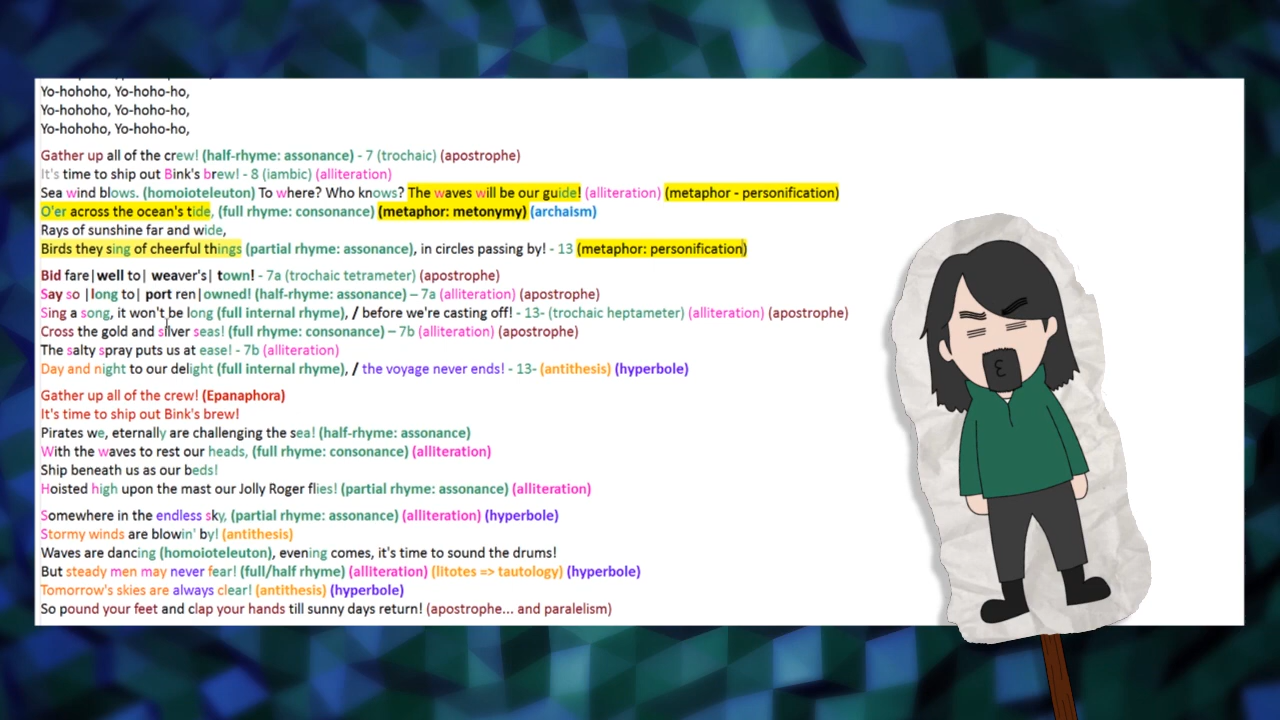 Yo-hohoho, Yo-hoho-ho,
Yo-hohoho, Yo-hoho-ho,
Yo-hohoho, Yo-hoho-ho,
Gather up all of the crew! (half-rhyme: assonance) - 7 (trochaic) (apostrophe)
It's time to ship out Bink's brew! - 8 (iambic) (alliteration)
Sea wind blows. (homoioteleuton) To where? Who knows? The waves will be our guide! (alliteration) (metaphor - personification)
O'er across the ocean's tide, (full rhyme: consonance) (metaphor: metonymy) (archaism)
Rays of sunshine far and wide,
Birds they sing of cheerful things (partial rhyme: assonance), in circles passing by! - 13 (metaphor: personification)
Bid fare|well to| weaver's| town! - 7a (trochaic tetrameter) (apostrophe)
Say so |long to| port ren|owned! (half-rhyme: assonance) – 7a (alliteration) (apostrophe)
Sing a song, it won't be long (full internal rhyme), / before we're casting off! - 13- (trochaic heptameter) (alliteration) (apostrophe)
Cross the gold and silver seas! (full rhyme: consonance) – 7b (alliteration) (apostrophe)
The salty spray puts us at ease! - 7b (alliteration)
Day and night to our delight (full internal rhyme), / the voyage never ends! - 13- (antithesis) (hyperbole)
Gather up all of the crew! (Epanaphora)
It's time to ship out Bink's brew!
Pirates we, eternally are challenging the sea! (half-rhyme: assonance)
With the waves to rest our heads, (full rhyme: consonance) (alliteration)
Ship beneath us as our beds!
Hoisted high upon the mast our Jolly Roger flies! (partial rhyme: assonance) (alliteration)
Somewhere in the endless sky, (partial rhyme: assonance) (alliteration) (hyperbole)
Stormy winds are blowin' by! (antithesis)
Waves are dancing (homoioteleuton), evening comes, it's time to sound the drums!
But steady men may never fear! (full/half rhyme) (alliteration) (litotes => tautology) (hyperbole)
Tomorrow's skies are always clear! (antithesis) (hyperbole)
So pound your feet and clap your hands till sunny days return! (apostrophe... and paralelism)